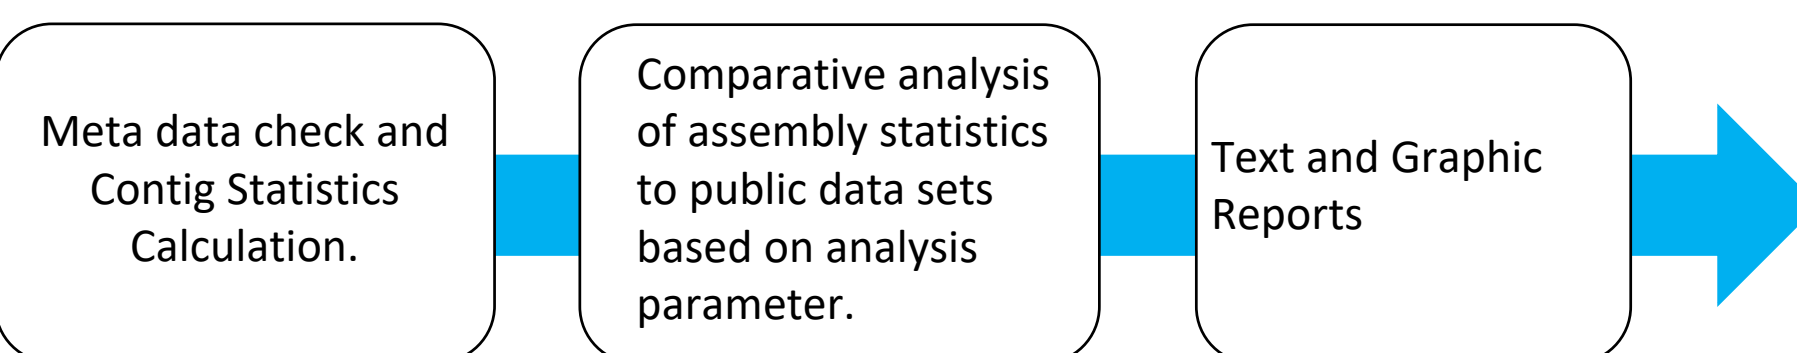 Meta data check and
Contig Statistics
Calculation.
Comparative analysis
of assembly statistics
to public data sets
based on analysis
parameter.
Text and Graphic
Reports